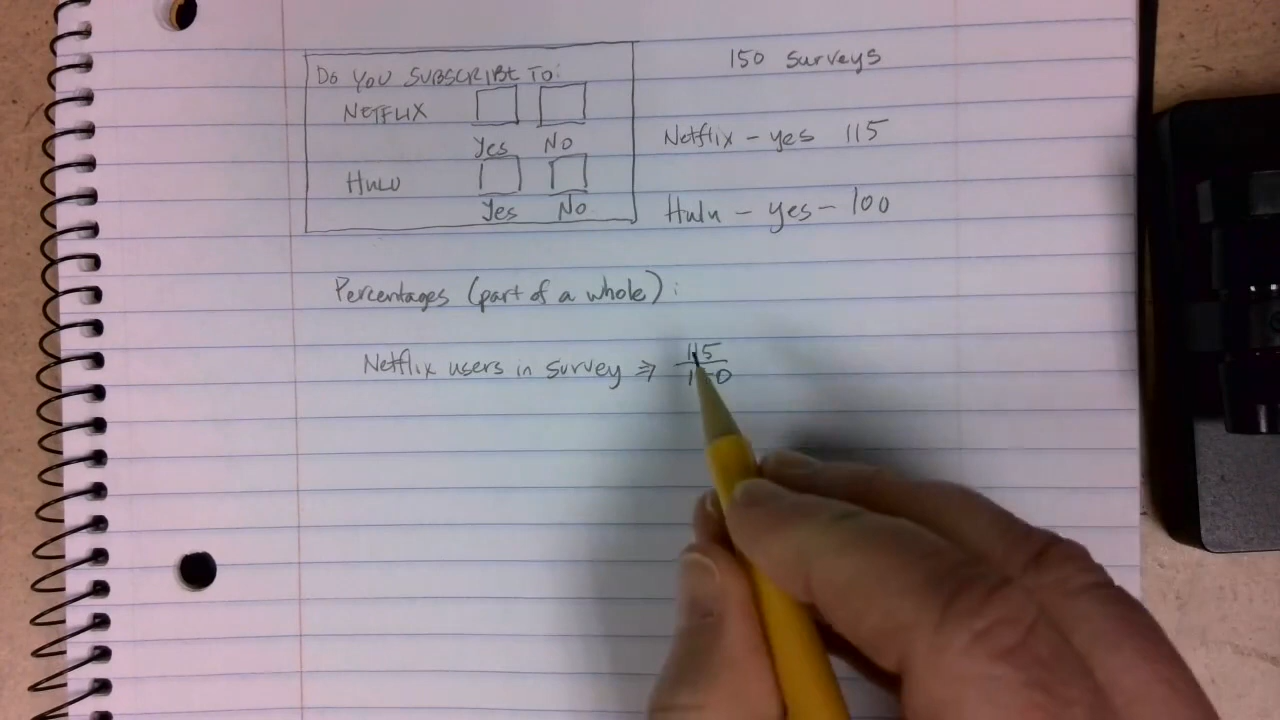 150 surveys
Do YOU SUBSCRIBE TO:
NETFLIX
Yes No
Netflix - yes 115
HULU
Yes No
Hulu - yes - 100
Percentages (part of a whole):
Netflix users in survey ⇒ 115